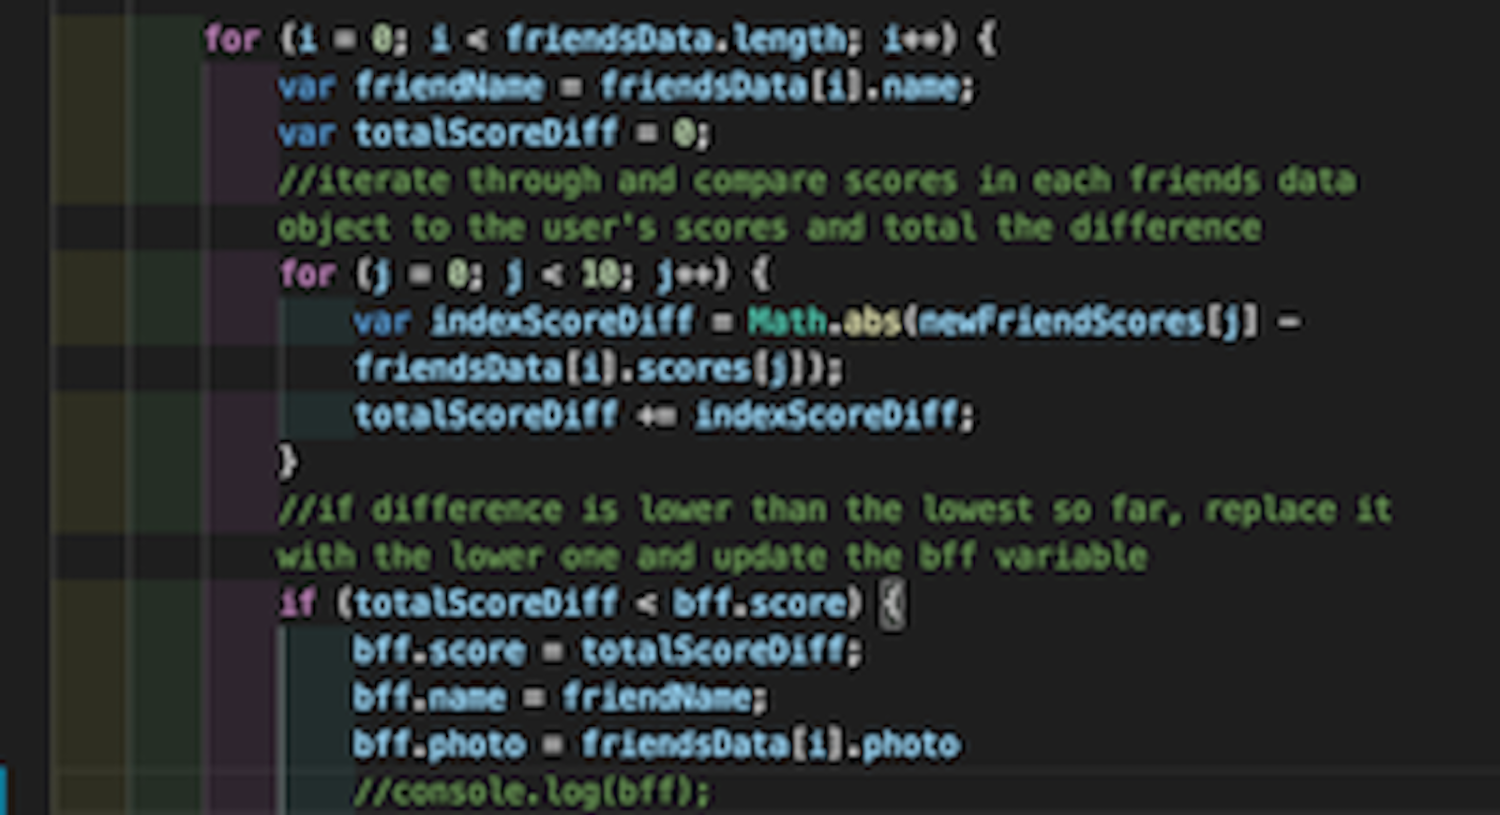 for (i = 0; i < friendsData.length; i++) {
var friendName = friendsData[i].name;
var totalScoreDiff = 0;
//iterate through and compare scores in each friends data
object to the user's scores and total the difference
for (j = 0; j < 10; j++) {
var indexScoreDiff = Math.abs(newFriendScores[j] -
friendsData[i].scores[j]);
totalScoreDiff += indexScoreDiff;
}
//if difference is lower than the lowest so far, replace it
with the lower one and update the bff variable
if (totalScoreDiff < bff.score) {
bff.score = totalScoreDiff;
bff.name = friendName;
bff.photo = friendsData[i].photo
//console.log(bff);